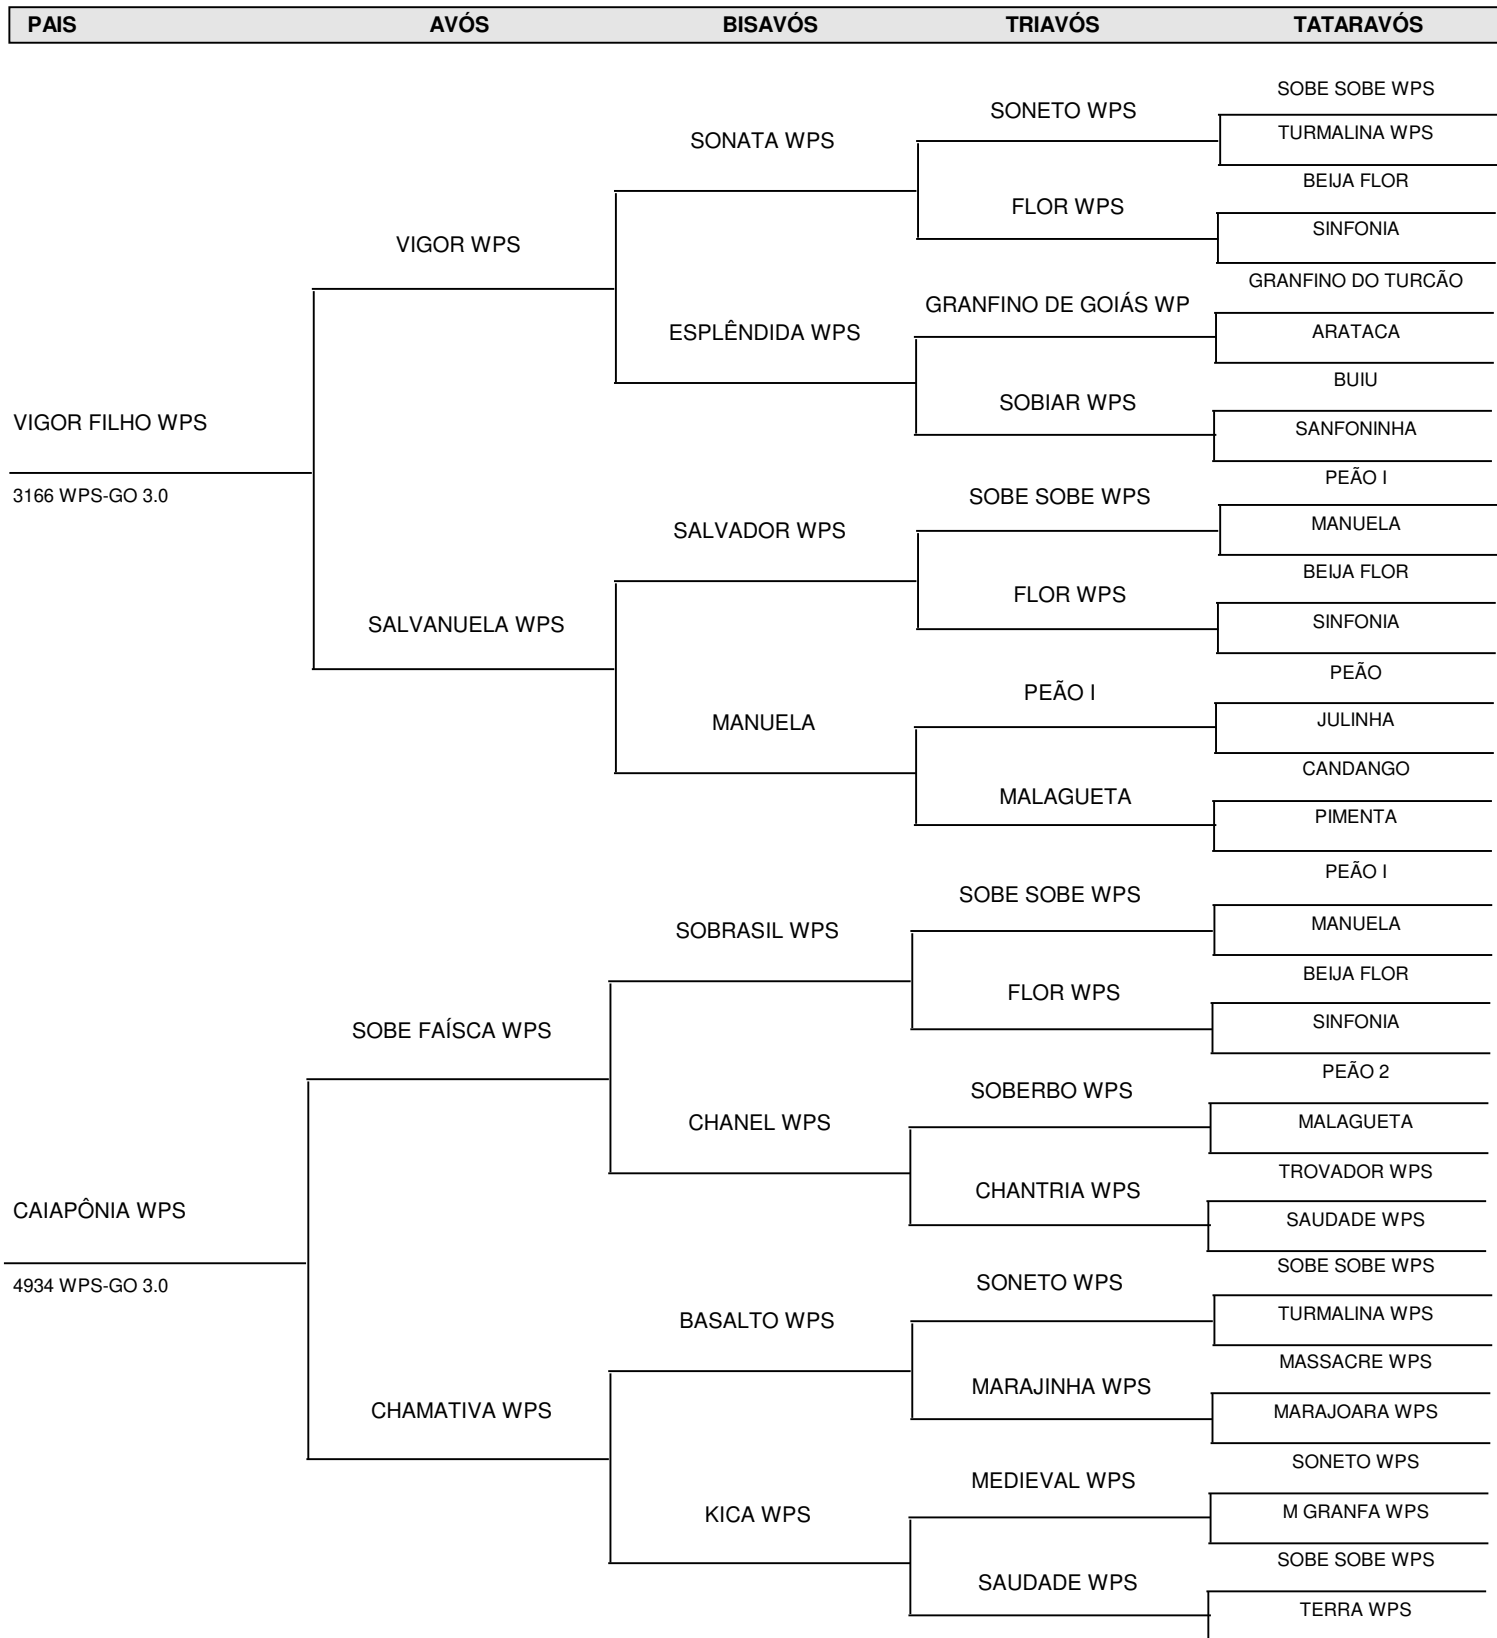 PAIS AVÓS BISAVÓS TRIAVÓS TATARAVÓS
SOBE SOBE WPS
SONETO WPS
TURMALINA WPS
SONATA WPS
BEIJA FLOR
FLOR WPS
SINFONIA
VIGOR WPS
GRANFINO DO TURCÃO
GRANFINO DE GOIÁS WP
ARATACA
ESPLÊNDIDA WPS
BUIU
SOBIAR WPS
SANFONINHA
VIGOR FILHO WPS
3166 WPS-GO 3.0
PEÃO I
SOBE SOBE WPS
MANUELA
SALVADOR WPS
BEIJA FLOR
FLOR WPS
SINFONIA
SALVANUELA WPS
PEÃO
PEÃO I
JULINHA
MANUELA
CANDANGO
MALAGUETA
PIMENTA
PEÃO I
SOBE SOBE WPS
MANUELA
SOBRASIL WPS
BEIJA FLOR
FLOR WPS
SINFONIA
SOBE FAÍSCA WPS
PEÃO 2
SOBERBO WPS
MALAGUETA
CHANEL WPS
TROVADOR WPS
CHANTRIA WPS
SAUDADE WPS
CAIAPÔNIA WPS
4934 WPS-GO 3.0
SOBE SOBE WPS
SONETO WPS
TURMALINA WPS
BASALTO WPS
MASSACRE WPS
MARAJINHA WPS
MARAJOARA WPS
CHAMATIVA WPS
SONETO WPS
MEDIEVAL WPS
M GRANFA WPS
KICA WPS
SOBE SOBE WPS
SAUDADE WPS
TERRA WPS